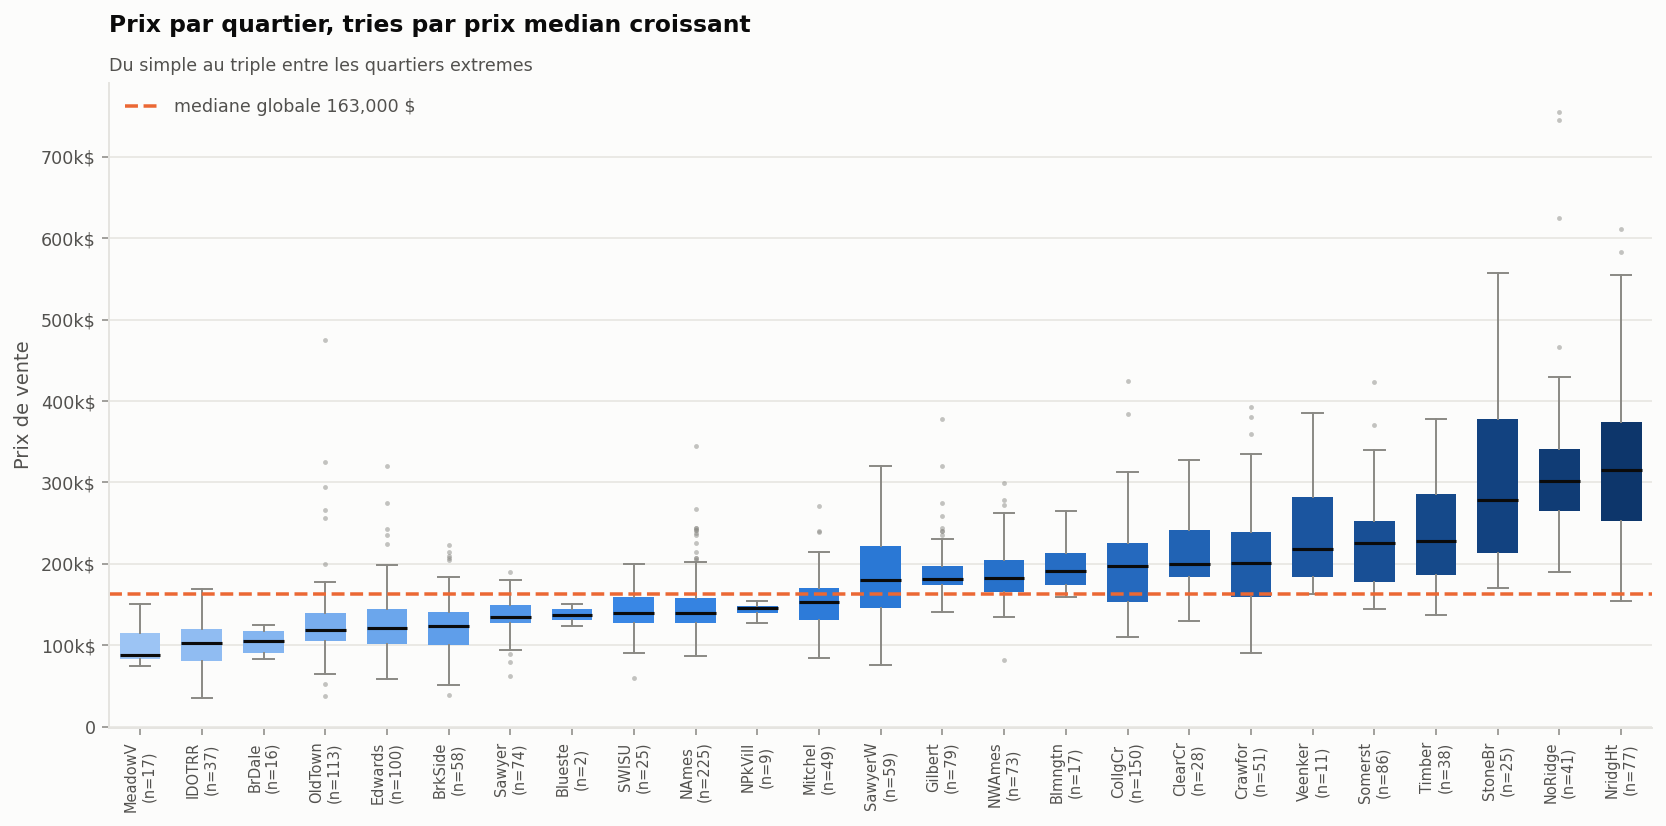 Prix par quartier, tries par prix median croissant
Du simple au triple entre les quartiers extremes
mediane globale 163,000 $
Prix de vente
700k$
600k$
500k$
400k$
300k$
200k$
100k$
0
MeadowV
(n=17)
IDOTRR
(n=37)
BrDale
(n=16)
OldTown
(n=113)
Edwards
(n=100)
BrkSide
(n=58)
Sawyer
(n=74)
Blueste
(n=2)
SWISU
(n=25)
NAmes
(n=225)
NPkVill
(n=9)
Mitchel
(n=49)
SawyerW
(n=59)
Gilbert
(n=79)
NWAmes
(n=73)
Blmngtn
(n=17)
CollgCr
(n=150)
ClearCr
(n=28)
Crawfor
(n=51)
Veenker
(n=11)
Somerst
(n=86)
Timber
(n=38)
StoneBr
(n=25)
NoRidge
(n=41)
NridgHt
(n=77)